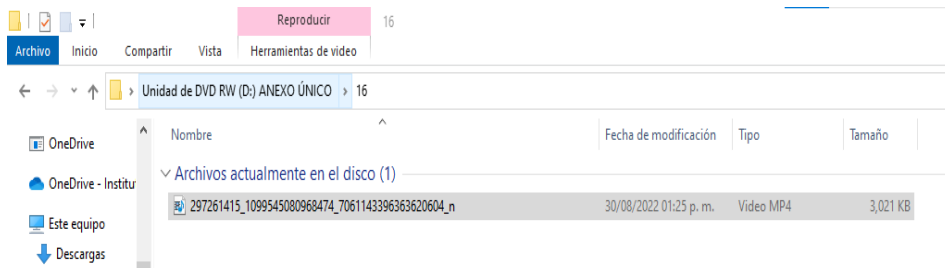 Reproducir 16
Archivo Inicio Compartir Vista Herramientas de video
Unidad de DVD RW (D:) ANEXO ÚNICO > 16
OneDrive
OneDrive - Institu
Este equipo
Descargas
Nombre Fecha de modificación Tipo Tamaño
Archivos actualmente en el disco (1)
297261415_1099545080968474_7061143396363620604_n 30/08/2022 01:25 p. m. Video MP4 3,021 KB